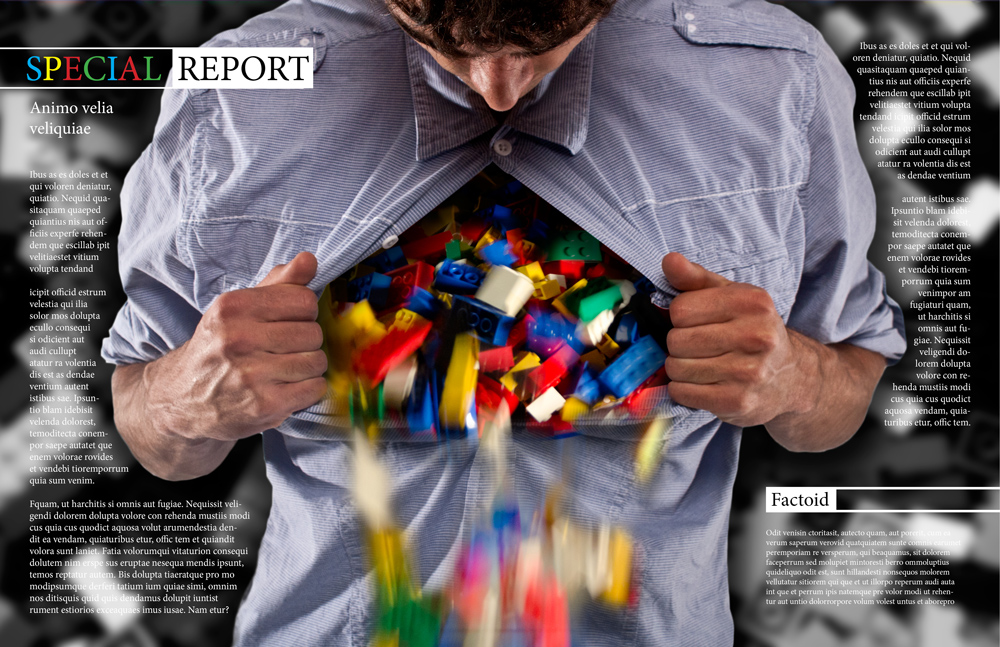 SPECIAL REPORT
Animo velia
veliquiae
Ibus as es doles et et
qui voloren deniatur,
quiatio. Nequid qua-
sitaquam quaeped
quiantius nis aut of-
ficiis experfe rehen-
dem que escillab ipit
velitiaestet vitium
volupta tendand
icipit officid estrum
velestia qui ilia
solor mos dolupta
ecullo consequi
si odicient aut
audi cullupt
atatur ra volentia
dis est as dendae
ventium autent
istibus sae. Ipsun-
tio blam idebisit
velenda dolorest,
temoditecta conem-
por saepe autatet que
enem volorae rovides
et vendebi tioremporrum
quia sum venim.
Fquam, ut harchitis si omnis aut fugiae. Nequissit veli-
gendi dolorem dolupta volore con rehenda mustiis modi
cus quia cus quodict aquosa volut arumendestia den-
dit ea vendam, quiaturibus etur, offic tem et quiandit
volora sunt laniet. Fatia volorumqui vitaturion consequi
dolutem nim eripe sus eruptae nesequa mendis ipsunt,
temos reptatur autem. Bis dolupta tiaeratque pro mo
modipsumque derferi tatium ium quiae simi, omnim
nos ditisquis quid quis dendamus dolupit iuntist
rument estiorios excequaes imus iusae. Nam etur?
Ibus as es doles et et qui vol-
oren deniatur, quiatio. Nequid
quasitaquam quaeped quian-
tius nis aut officiis experfe
rehendem que escillab ipit
velitiaestet vitium volupta
tendand icipit officid estrum
velestia qui ilia solor mos
dolupta ecullo consequi si
odicient aut audi cullupt
atatur ra volentia dis est
as dendae ventium
autent istibus sae.
Ipsuntio blam idebi-
sit velenda dolorest,
temoditecta conem-
por saepe autatet que
enem volorae rovides
et vendebi tiorem-
porrum quia sum
venimpor am
fugiaturi quam,
ut harchitis si
omnis aut fu-
giae. Nequissit
veligendi do-
lorem dolupta
volore con re-
henda mustiis modi
cus quia cus quodict
aquosa vendam, quia-
turibus etur, offic tem.
Factoid
Odit venisin ctoritasit, autecto quam, aut
verum saperum verovid quatquiatem sunte
peremporiam re versperum, qui beaquamus, sit dolorem
faceperrum sed molupiet mintoresti berro ommoluptus
quideliquo odit est, sunt hillandesti nonsequos molorem
vellutatur sitiorem qui que et ut illorpo reperum audi auta
int que et perrum ipis natemque pre volor modi ut rehen-
tur aut untio dolorrorpore volum volest untus et aborepro